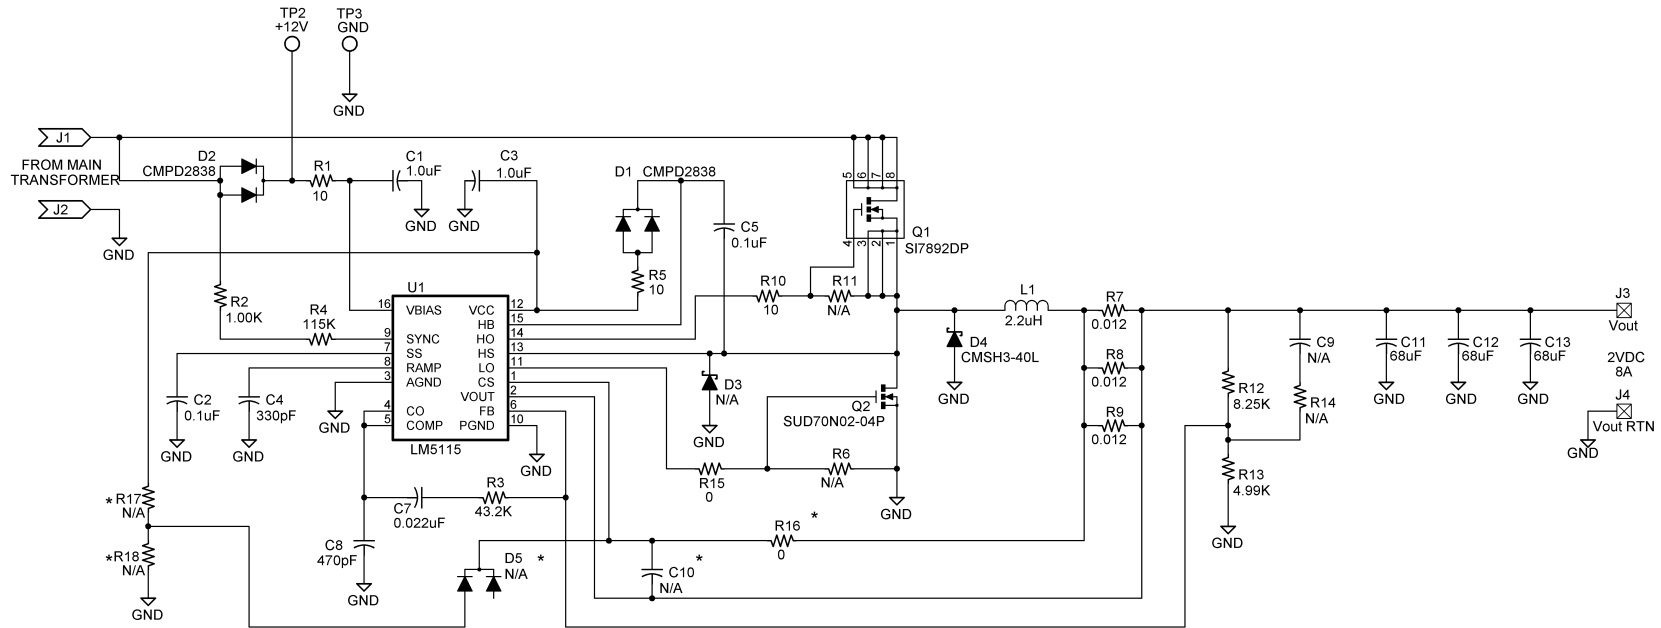 TP2
+12V
TP3
GND
GND
J1
FROM MAIN
TRANSFORMER
J2
GND
D2
CMPD2838
R1
10
C1
1.0uF
GND
C3
1.0uF
GND
D1 CMPD2838
C5
0.1uF
R5
10
5 6 7 8
4 3 2 1
Q1
SI7892DP
R10
10
R11
N/A
R2
1.00K
R4
115K
U1
16 VBIAS
9 SYNC
7 SS
8 RAMP
3 AGND
4 CO
5 COMP
VCC 12
HB 15
HO 14
HS 13
LO 11
CS 1
VOUT 2
FB 6
PGND 10
LM5115
GND
GND
C2
0.1uF
GND
C4
330pF
GND
D3
N/A
GND
Q2
SUD70N02-04P
R15
0
R6
N/A
GND
D4
CMSH3-40L
GND
L1
2.2uH
R7
0.012
R8
0.012
R9
0.012
R12
8.25K
R13
4.99K
GND
C9
N/A
R14
N/A
C11
68uF
GND
C12
68uF
GND
C13
68uF
GND
J3
Vout
2VDC
8A
J4
Vout RTN
GND
* R17
N/A
* R18
N/A
GND
C7
0.022uF
R3
43.2K
C8
470pF
GND
D5 *
N/A
C10 *
N/A
R16 *
0